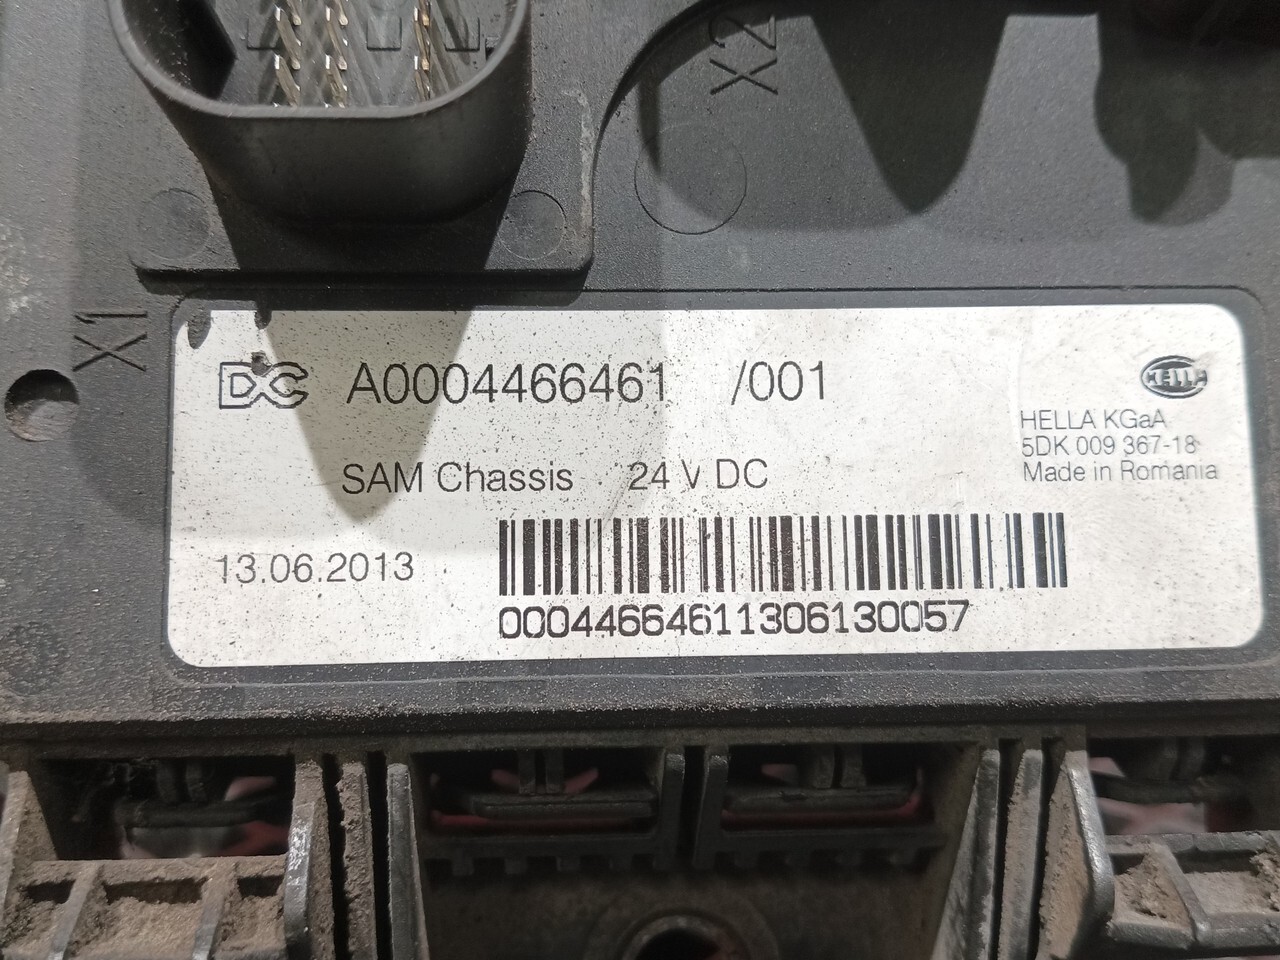 X2
X1
DC A0004466461 /001
HELLA
HELLA KGaA
5DK 009 367-18
Made in Romania
SAM Chassis 24 V DC
13.06.2013
00044664611306130057